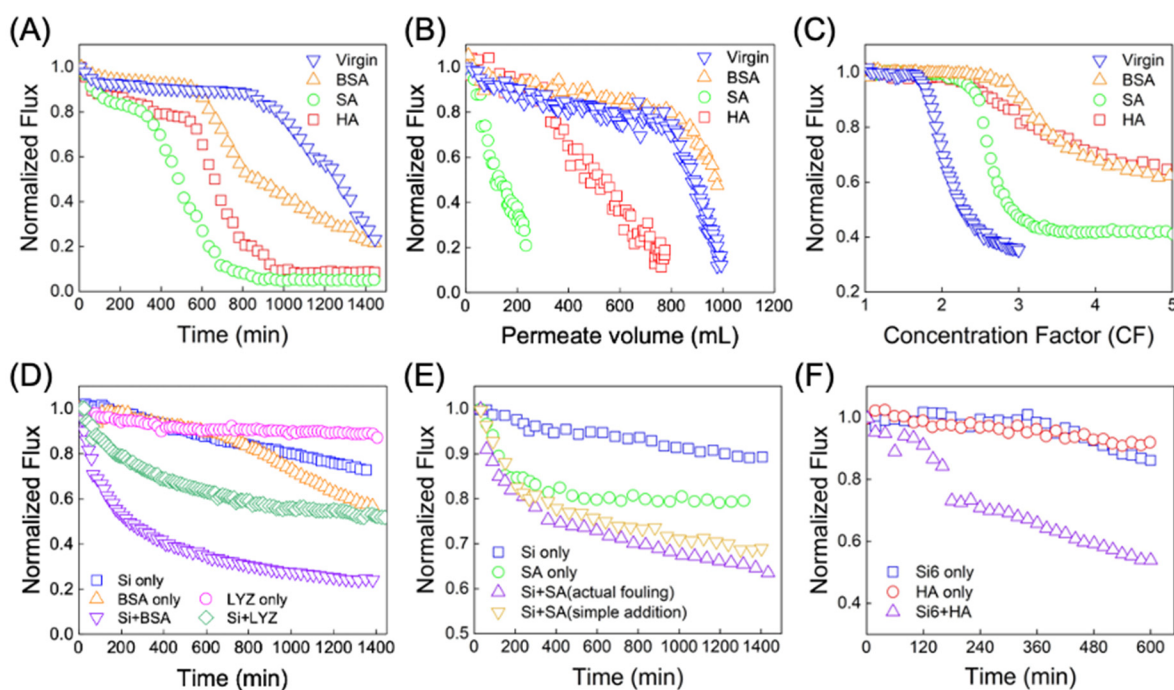 (A)
Normalized Flux
1.0
0.8
0.6
0.4
0.2
0.0
Virgin
BSA
SA
HA
0 200 400 600 800 1000 1200 1400
Time (min)
(B)
Normalized Flux
1.0
0.8
0.6
0.4
0.2
0.0
Virgin
BSA
SA
HA
0 200 400 600 800 1000 1200
Permeate volume (mL)
(C)
Normalized Flux
1.0
0.8
0.6
0.4
0.2
Virgin
BSA
SA
HA
1 2 3 4 5
Concentration Factor (CF)
(D)
Normalized Flux
1.0
0.8
0.6
0.4
0.2
0.0
Si only
BSA only LYZ only
Si+BSA Si+LYZ
0 200 400 600 800 1000 1200 1400
Time (min)
(E)
Normalized Flux
1.0
0.9
0.8
0.7
0.6
0.5
Si only
SA only
Si+SA(actual fouling)
Si+SA(simple addition)
0 200 400 600 800 1000 1200 1400
Time (min)
(F)
Normalized Flux
1.0
0.8
0.6
0.4
Si6 only
HA only
Si6+HA
0 120 240 360 480 600
Time (min)